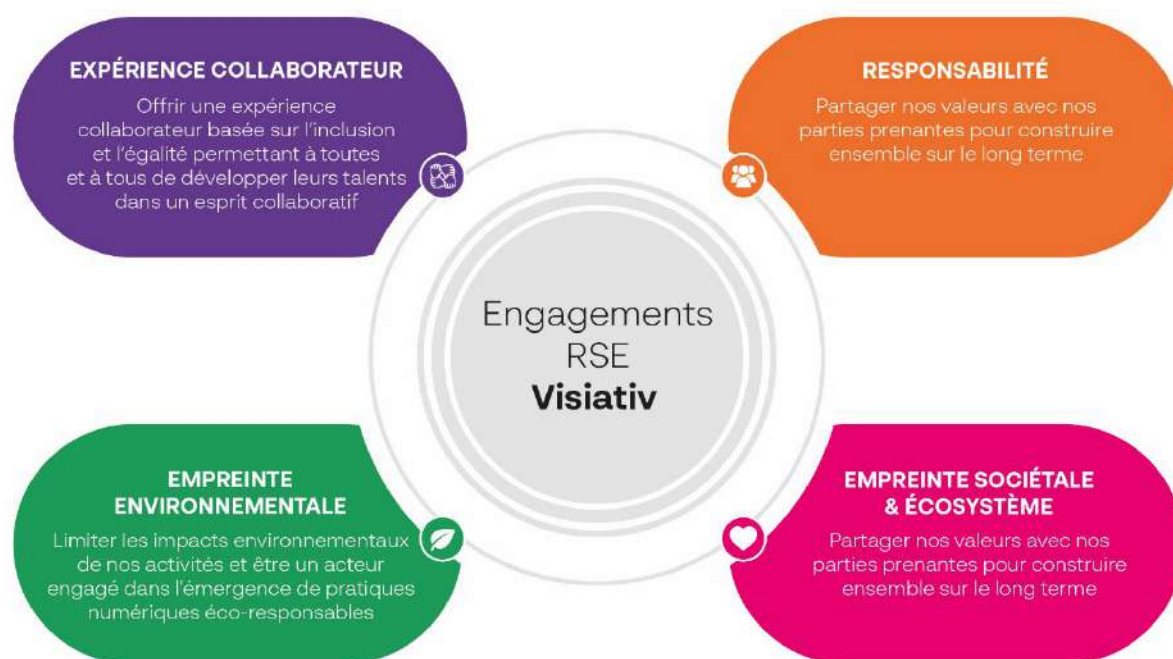 EXPÉRIENCE COLLABORATEUR
Offrir une expérience
collaborateur basée sur l'inclusion
et l'égalité permettant à toutes
et à tous de développer leurs talents
dans un esprit collaboratif
RESPONSABILITÉ
Partager nos valeurs avec nos
parties prenantes pour construire
ensemble sur le long terme
Engagements
RSE
Visiativ
EMPREINTE
ENVIRONNEMENTALE
Limiter les impacts environnementaux
de nos activités et être un acteur
engagé dans l'émergence de pratiques
numériques éco-responsables
EMPREINTE SOCIÉTALE
& ÉCOSYSTÈME
Partager nos valeurs avec nos
parties prenantes pour construire
ensemble sur le long terme